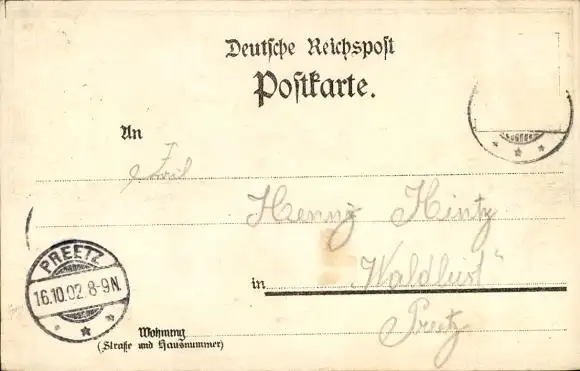 Deutsche Reichspost
Postkarte.
An
Henny Hintz
in „Waldlust"
Preetz
PREETZ
16.10.02. 8-9N.
Wohnung
(Straße und Hausnummer)